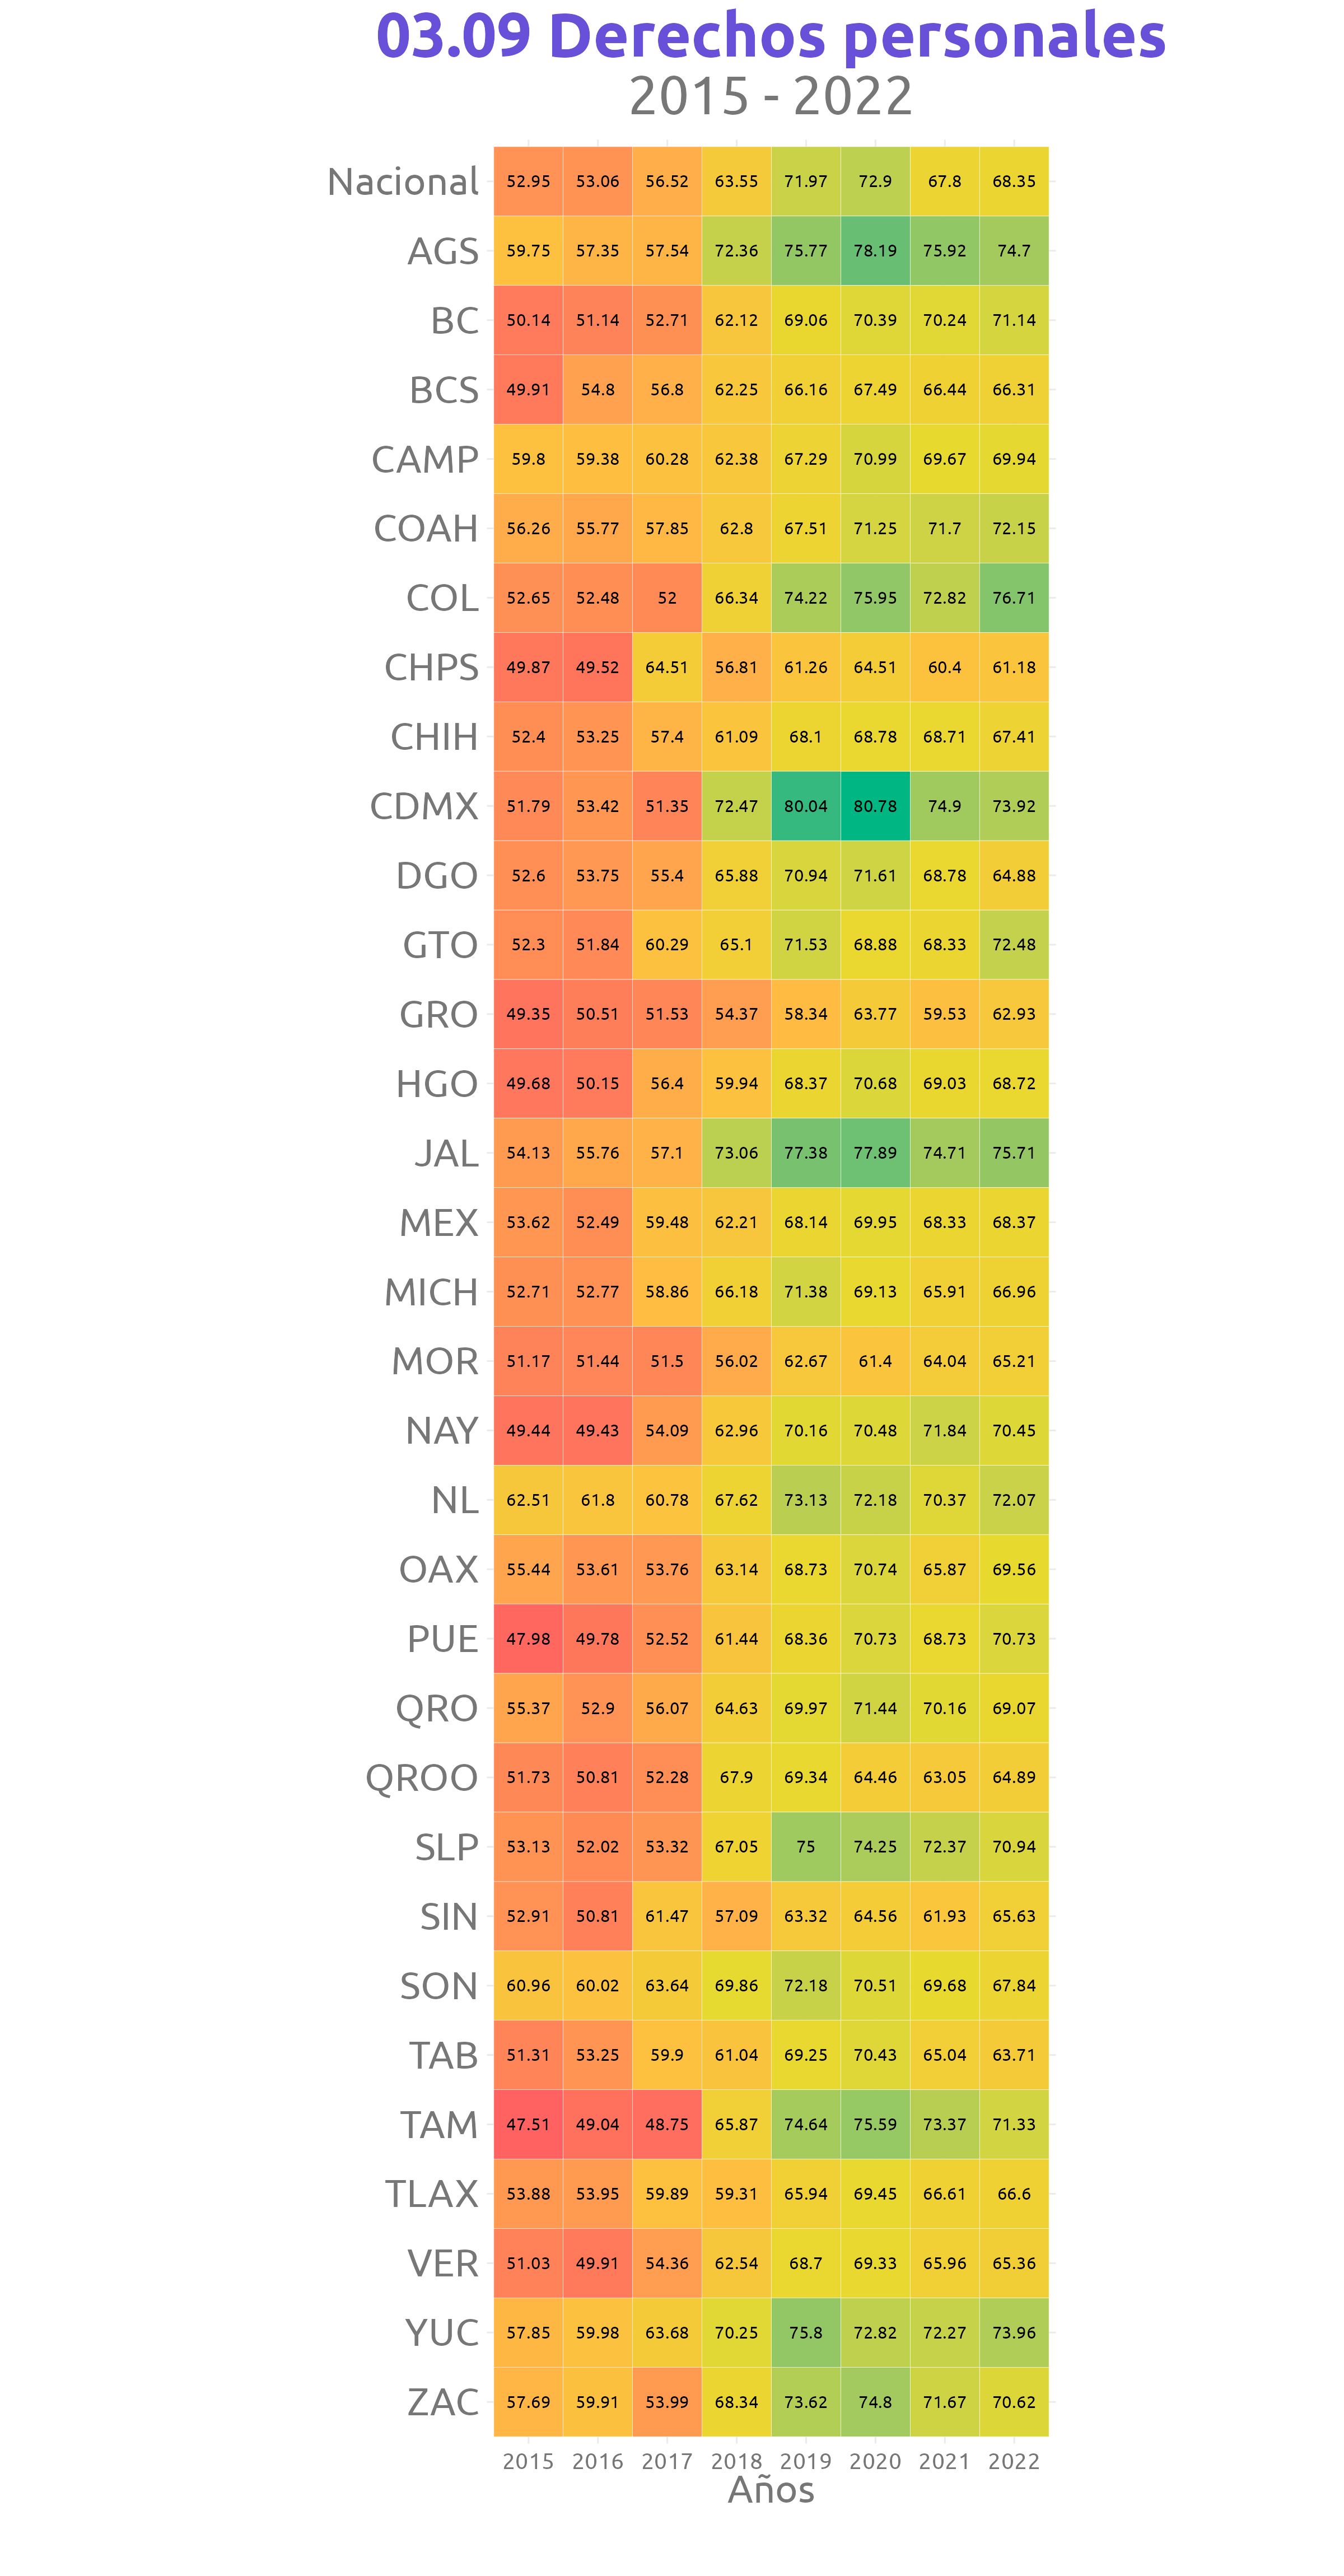 03.09 Derechos personales
2015 - 2022
Nacional 52.95 53.06 56.52 63.55 71.97 72.9 67.8 68.35
AGS 59.75 57.35 57.54 72.36 75.77 78.19 75.92 74.7
BC 50.14 51.14 52.71 62.12 69.06 70.39 70.24 71.14
BCS 49.91 54.8 56.8 62.25 66.16 67.49 66.44 66.31
CAMP 59.8 59.38 60.28 62.38 67.29 70.99 69.67 69.94
COAH 56.26 55.77 57.85 62.8 67.51 71.25 71.7 72.15
COL 52.65 52.48 52 66.34 74.22 75.95 72.82 76.71
CHPS 49.87 49.52 64.51 56.81 61.26 64.51 60.4 61.18
CHIH 52.4 53.25 57.4 61.09 68.1 68.78 68.71 67.41
CDMX 51.79 53.42 51.35 72.47 80.04 80.78 74.9 73.92
DGO 52.6 53.75 55.4 65.88 70.94 71.61 68.78 64.88
GTO 52.3 51.84 60.29 65.1 71.53 68.88 68.33 72.48
GRO 49.35 50.51 51.53 54.37 58.34 63.77 59.53 62.93
HGO 49.68 50.15 56.4 59.94 68.37 70.68 69.03 68.72
JAL 54.13 55.76 57.1 73.06 77.38 77.89 74.71 75.71
MEX 53.62 52.49 59.48 62.21 68.14 69.95 68.33 68.37
MICH 52.71 52.77 58.86 66.18 71.38 69.13 65.91 66.96
MOR 51.17 51.44 51.5 56.02 62.67 61.4 64.04 65.21
NAY 49.44 49.43 54.09 62.96 70.16 70.48 71.84 70.45
NL 62.51 61.8 60.78 67.62 73.13 72.18 70.37 72.07
OAX 55.44 53.61 53.76 63.14 68.73 70.74 65.87 69.56
PUE 47.98 49.78 52.52 61.44 68.36 70.73 68.73 70.73
QRO 55.37 52.9 56.07 64.63 69.97 71.44 70.16 69.07
QROO 51.73 50.81 52.28 67.9 69.34 64.46 63.05 64.89
SLP 53.13 52.02 53.32 67.05 75 74.25 72.37 70.94
SIN 52.91 50.81 61.47 57.09 63.32 64.56 61.93 65.63
SON 60.96 60.02 63.64 69.86 72.18 70.51 69.68 67.84
TAB 51.31 53.25 59.9 61.04 69.25 70.43 65.04 63.71
TAM 47.51 49.04 48.75 65.87 74.64 75.59 73.37 71.33
TLAX 53.88 53.95 59.89 59.31 65.94 69.45 66.61 66.6
VER 51.03 49.91 54.36 62.54 68.7 69.33 65.96 65.36
YUC 57.85 59.98 63.68 70.25 75.8 72.82 72.27 73.96
ZAC 57.69 59.91 53.99 68.34 73.62 74.8 71.67 70.62
2015 2016 2017 2018 2019 2020 2021 2022
Años